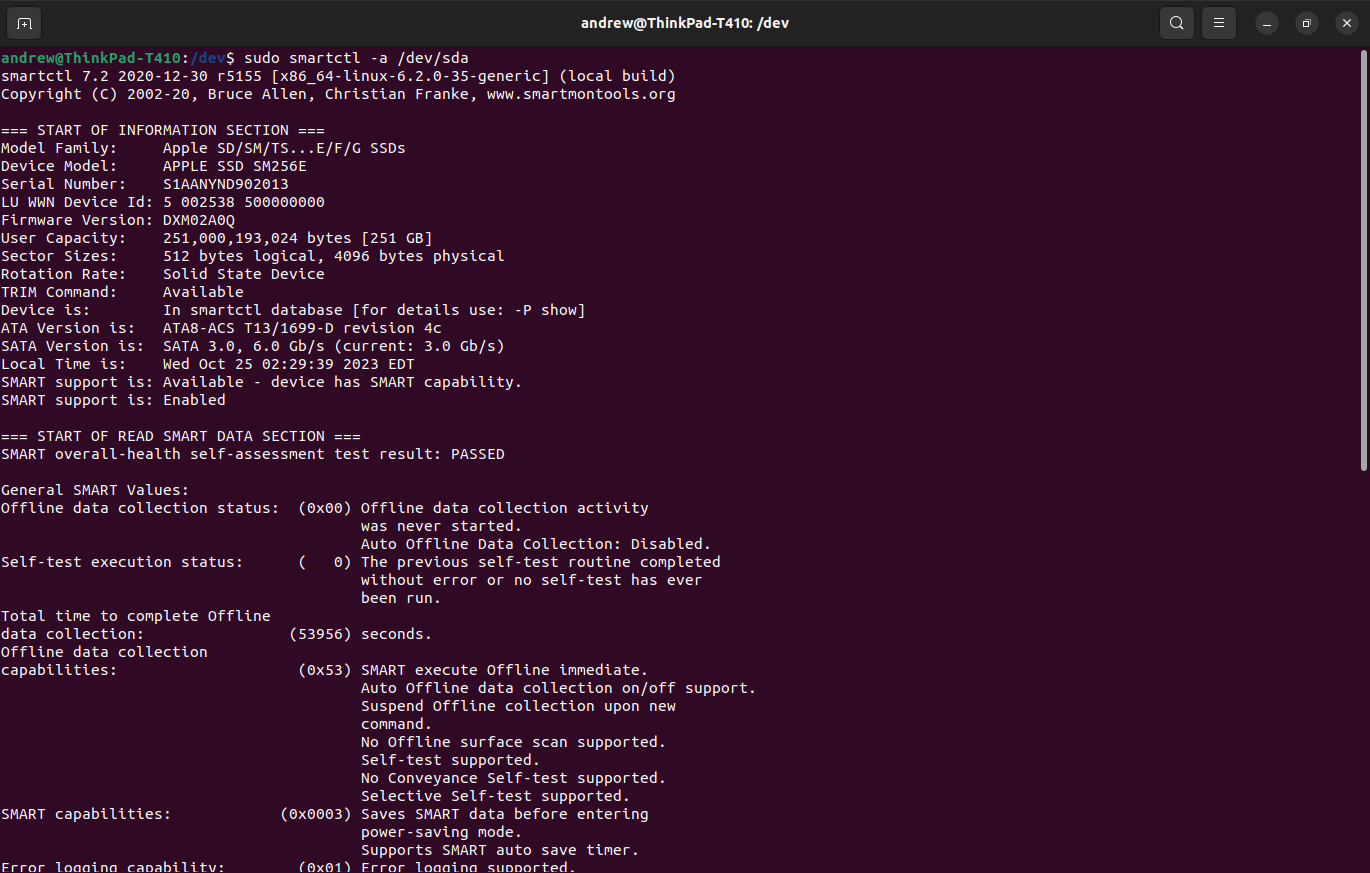 andrew@ThinkPad-T410: /dev
andrew@ThinkPad-T410:/dev$ sudo smartctl -a /dev/sda
smartctl 7.2 2020-12-30 r5155 [x86_64-linux-6.2.0-35-generic] (local build)
Copyright (C) 2002-20, Bruce Allen, Christian Franke, www.smartmontools.org

=== START OF INFORMATION SECTION ===
Model Family:     Apple SD/SM/TS...E/F/G SSDs
Device Model:     APPLE SSD SM256E
Serial Number:    S1AANYND902013
LU WWN Device Id: 5 002538 500000000
Firmware Version: DXM02A0Q
User Capacity:    251,000,193,024 bytes [251 GB]
Sector Sizes:     512 bytes logical, 4096 bytes physical
Rotation Rate:    Solid State Device
TRIM Command:     Available
Device is:        In smartctl database [for details use: -P show]
ATA Version is:   ATA8-ACS T13/1699-D revision 4c
SATA Version is:  SATA 3.0, 6.0 Gb/s (current: 3.0 Gb/s)
Local Time is:    Wed Oct 25 02:29:39 2023 EDT
SMART support is: Available - device has SMART capability.
SMART support is: Enabled

=== START OF READ SMART DATA SECTION ===
SMART overall-health self-assessment test result: PASSED

General SMART Values:
Offline data collection status:  (0x00) Offline data collection activity
                                        was never started.
                                        Auto Offline Data Collection: Disabled.
Self-test execution status:      (   0) The previous self-test routine completed
                                        without error or no self-test has ever
                                        been run.
Total time to complete Offline
data collection:                (53956) seconds.
Offline data collection
capabilities:                    (0x53) SMART execute Offline immediate.
                                        Auto Offline data collection on/off support.
                                        Suspend Offline collection upon new
                                        command.
                                        No Offline surface scan supported.
                                        Self-test supported.
                                        No Conveyance Self-test supported.
                                        Selective Self-test supported.
SMART capabilities:            (0x0003) Saves SMART data before entering
                                        power-saving mode.
                                        Supports SMART auto save timer.
Error logging capability:        (0x01) Error logging supported.